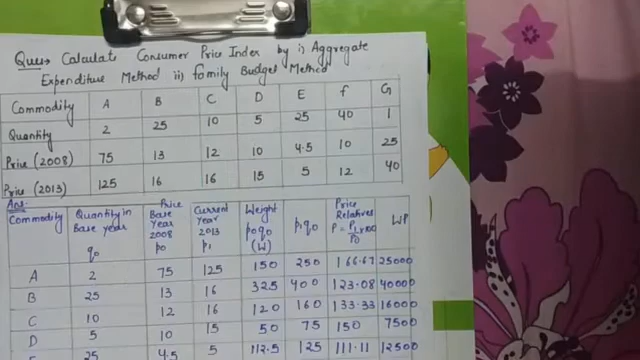 Ques→ Calculate Consumer Price Index by i) Aggregate
Expenditure Method ii) family Budget Method
Commodity A B C D E f G
Quantity 2 25 10 5 25 40 1
Price (2008) 75 13 12 10 4.5 10 25
Price (2013) 125 16 16 15 5 12 40
Ans:
Commodity Quantity in Base year q₀ Price Base Year 2008 p₀ Current Year 2013 p₁ Weight p₀q₀ (W) p₁q₀ Price Relatives P = P₁/P₀ x100 WP
A 2 75 125 150 250 166.67 25000
B 25 13 16 325 400 123.08 40000
C 10 12 16 120 160 133.33 16000
D 5 10 15 50 75 150 7500
25 4.5 5 112.5 125 111.11 12500